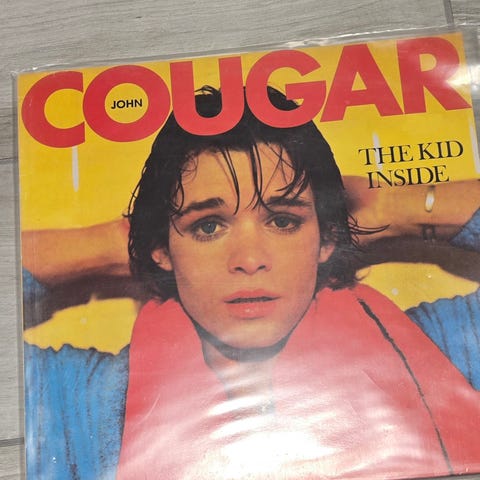 JOHN
COUGAR
THE KID
INSIDE